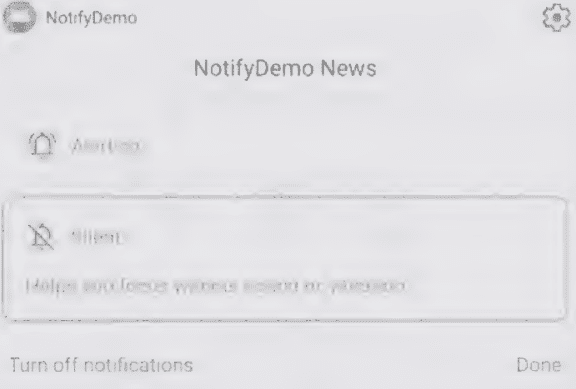 NotifyDemo
NotifyDemo News
Alerting
Silent
Helps you focus without sound or vibration
Turn off notifications
Done